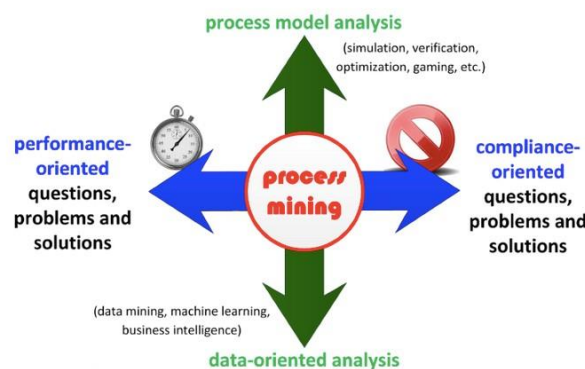 process model analysis
(simulation, verification,
optimization, gaming, etc.)
performance-
oriented
questions,
problems and
solutions
process
mining
compliance-
oriented
questions,
problems and
solutions
(data mining, machine learning,
business intelligence)
data-oriented analysis